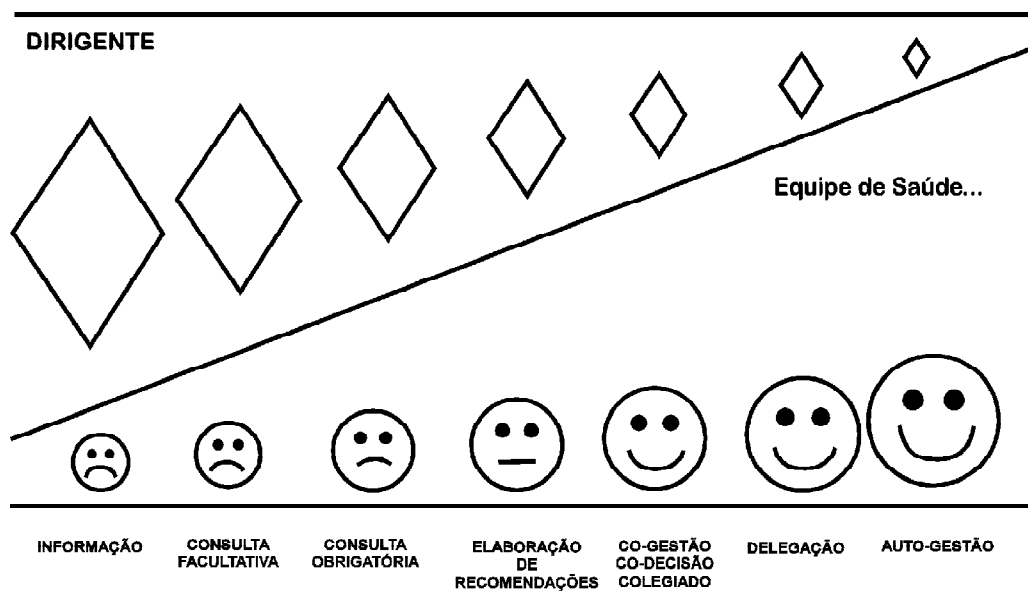 DIRIGENTE
Equipe de Saúde...
INFORMAÇÃO
CONSULTA
FACULTATIVA
CONSULTA
OBRIGATÓRIA
ELABORAÇÃO
DE
RECOMENDAÇÕES
CO-GESTÃO
CO-DECISÃO
COLEGIADO
DELEGAÇÃO
AUTO-GESTÃO